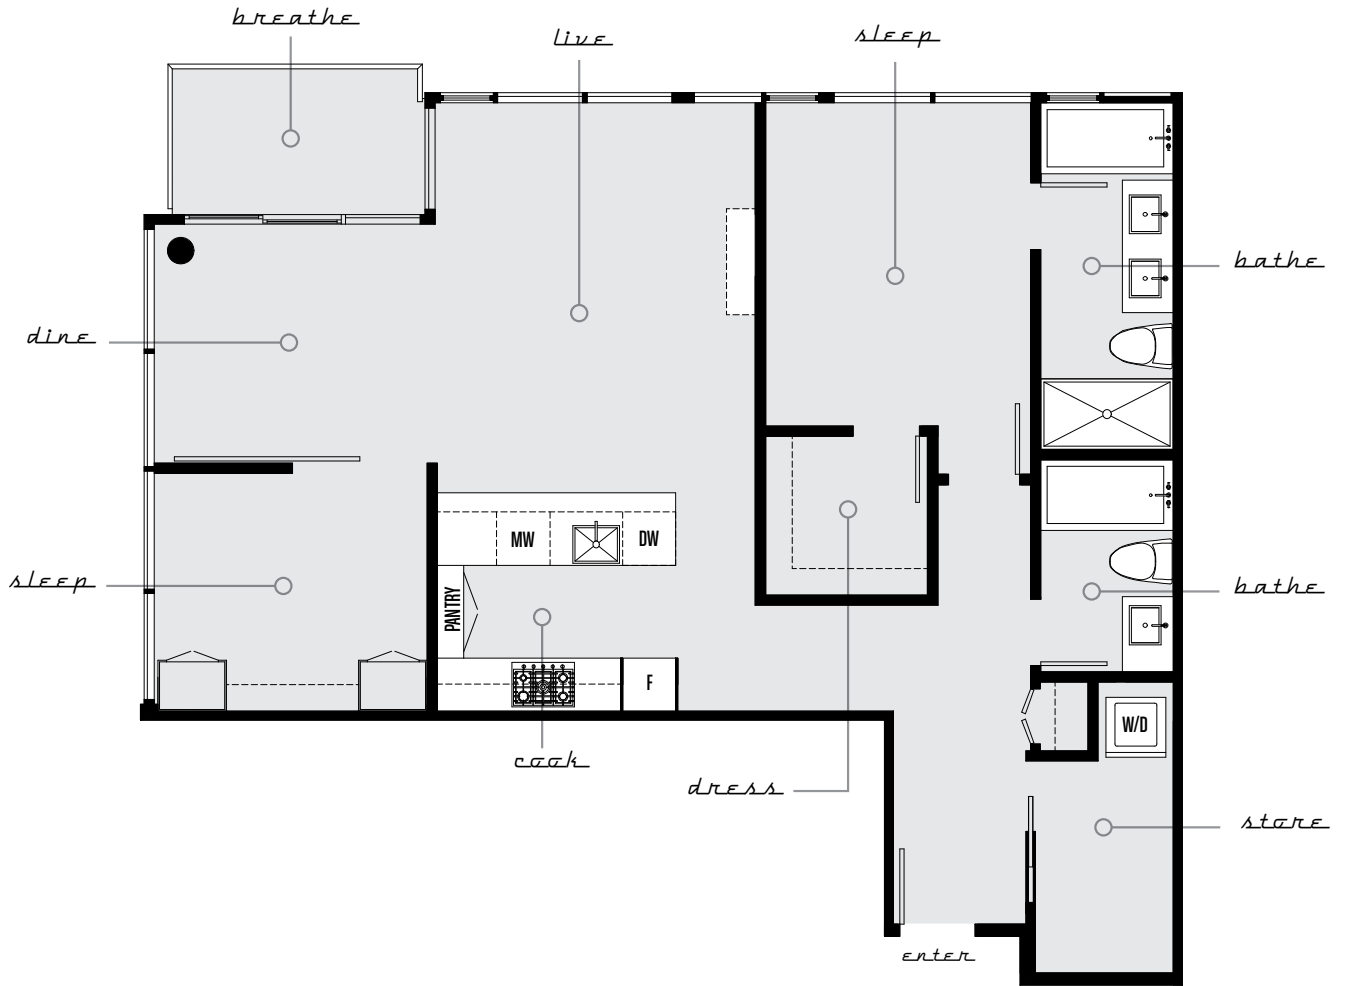 breathe
live
sleep
bathe
dine
MW
DW
sleep
bathe
PANTRY
F
W/D
cook
dress
store
enter